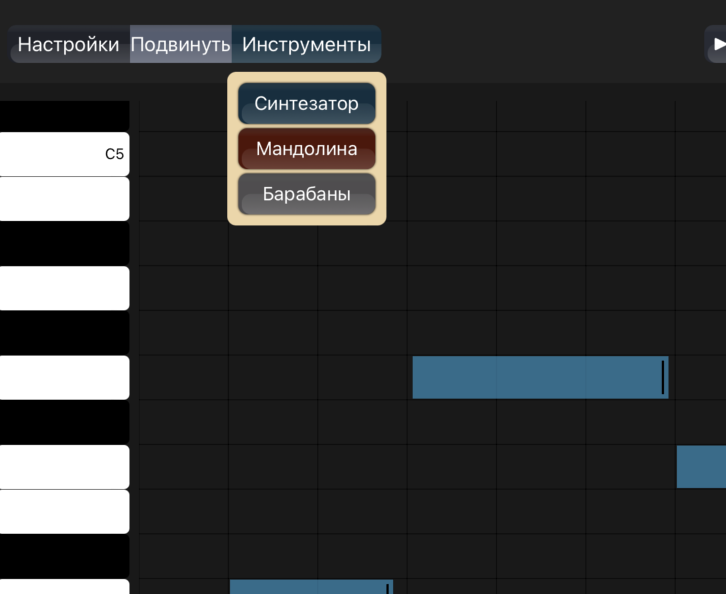 Настройки Подвинуть Инструменты
Синтезатор
Мандолина
C5
Барабаны